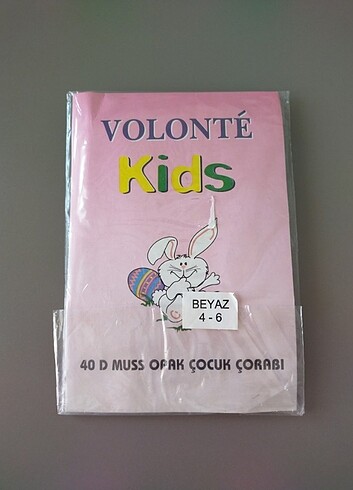 VOLONTÉ
Kids
BEYAZ
4 - 6
40 D MUSS OPAK ÇOCUK ÇORABI